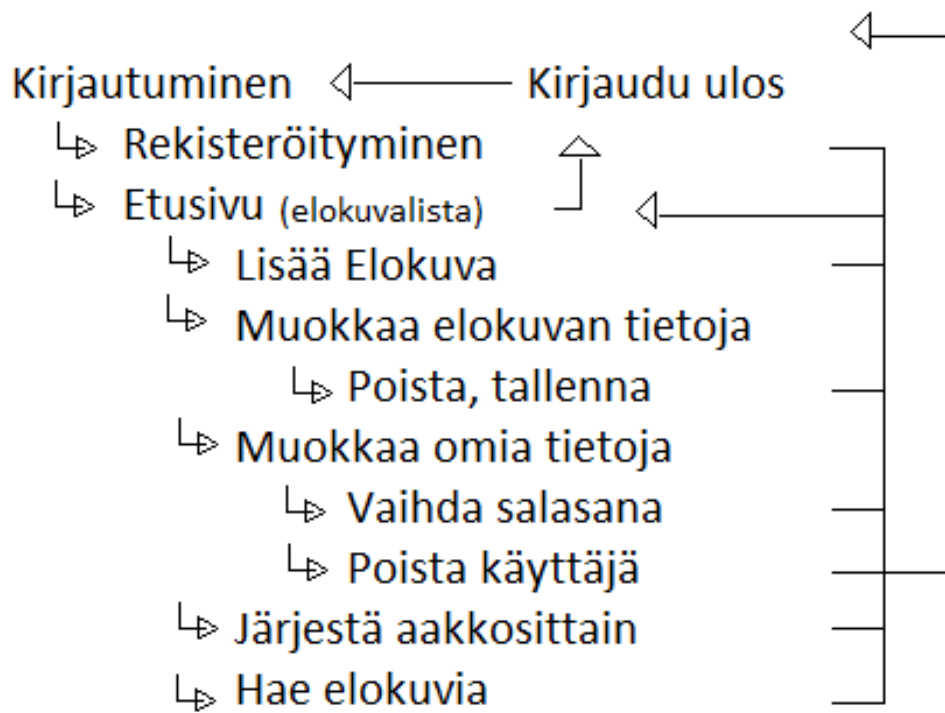 Kirjautuminen Kirjaudu ulos
Rekisteröityminen
Etusivu (elokuvalista)
Lisää Elokuva
Muokkaa elokuvan tietoja
Poista, tallenna
Muokkaa omia tietoja
Vaihda salasana
Poista käyttäjä
Järjestä aakkosittain
Hae elokuvia